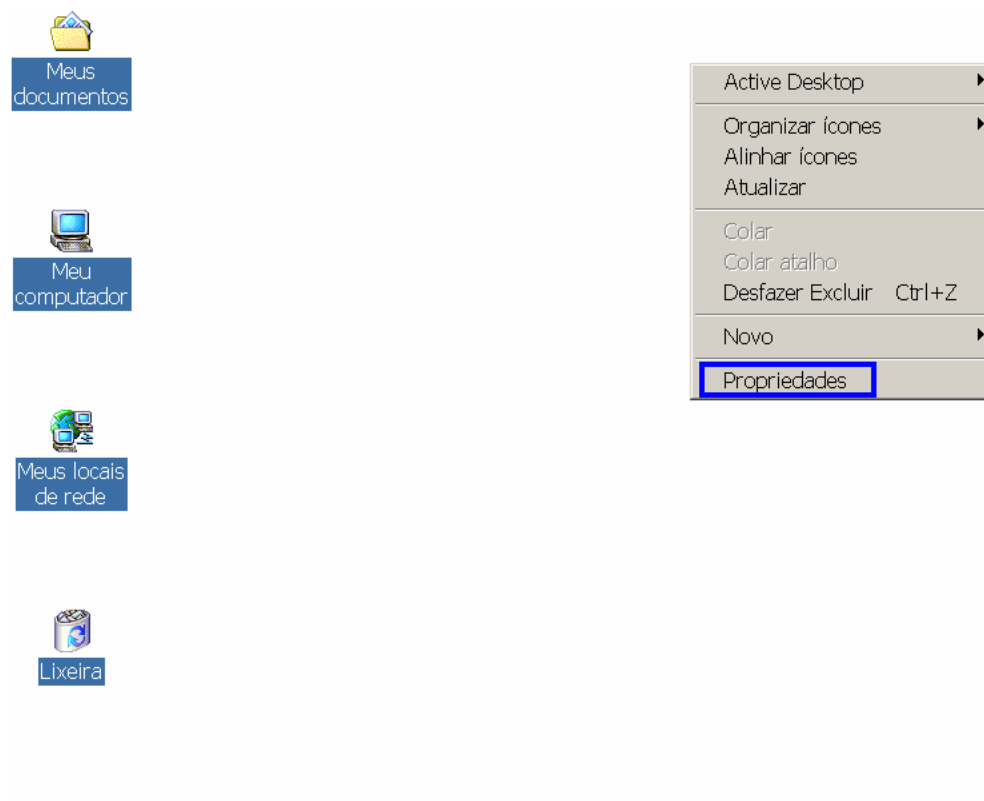 Meus
documentos
Meu
computador
Meus locais
de rede
Lixeira
Active Desktop
Organizar ícones
Alinhar ícones
Atualizar
Colar
Colar atalho
Desfazer Excluir Ctrl+Z
Novo
Propriedades